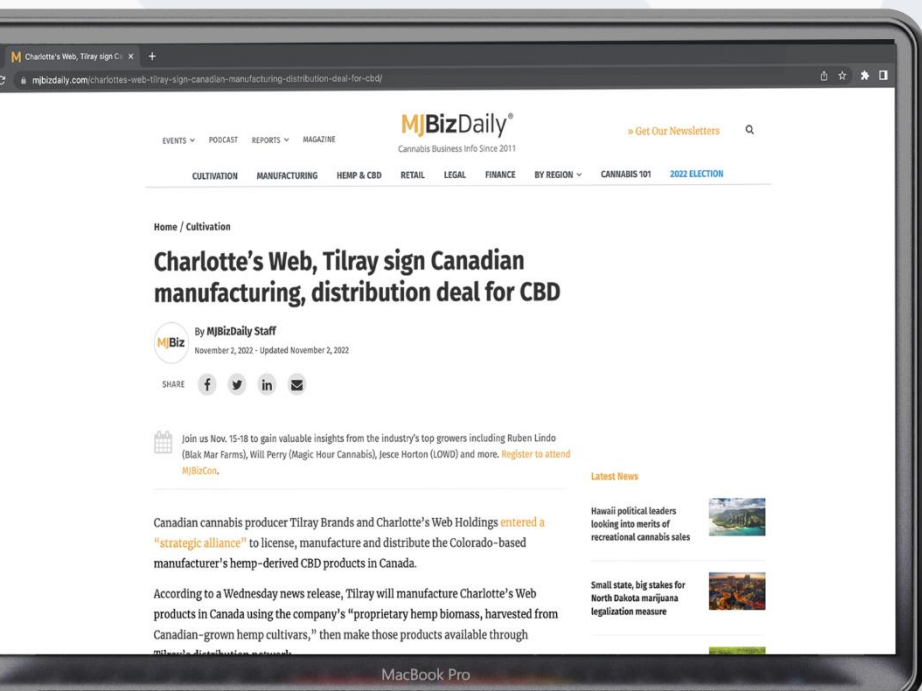 Charlotte's Web, Tilray sign C
mjbizdaily.com/charlottes-web-tilray-sign-canadian-manufacturing-distribution-deal-for-cbd/
EVENTS PODCAST REPORTS MAGAZINE
MJBizDaily®
Cannabis Business Info Since 2011
» Get Our Newsletters
CULTIVATION MANUFACTURING HEMP & CBD RETAIL LEGAL FINANCE BY REGION CANNABIS 101 2022 ELECTION
Home / Cultivation
Charlotte's Web, Tilray sign Canadian
manufacturing, distribution deal for CBD
MJBiz
By MJBizDaily Staff
November 2, 2022 - Updated November 2, 2022
SHARE
Join us Nov. 15-18 to gain valuable insights from the industry's top growers including Ruben Lindo
(Blak Mar Farms), Will Perry (Magic Hour Cannabis), Jesce Horton (LOWD) and more. Register to attend
MJBizCon.
Canadian cannabis producer Tilray Brands and Charlotte's Web Holdings entered a
"strategic alliance" to license, manufacture and distribute the Colorado-based
manufacturer's hemp-derived CBD products in Canada.
According to a Wednesday news release, Tilray will manufacture Charlotte's Web
products in Canada using the company's "proprietary hemp biomass, harvested from
Canadian-grown hemp cultivars," then make those products available through
Tilray's distribution network.
Latest News
Hawaii political leaders
looking into merits of
recreational cannabis sales
Small state, big stakes for
North Dakota marijuana
legalization measure
MacBook Pro